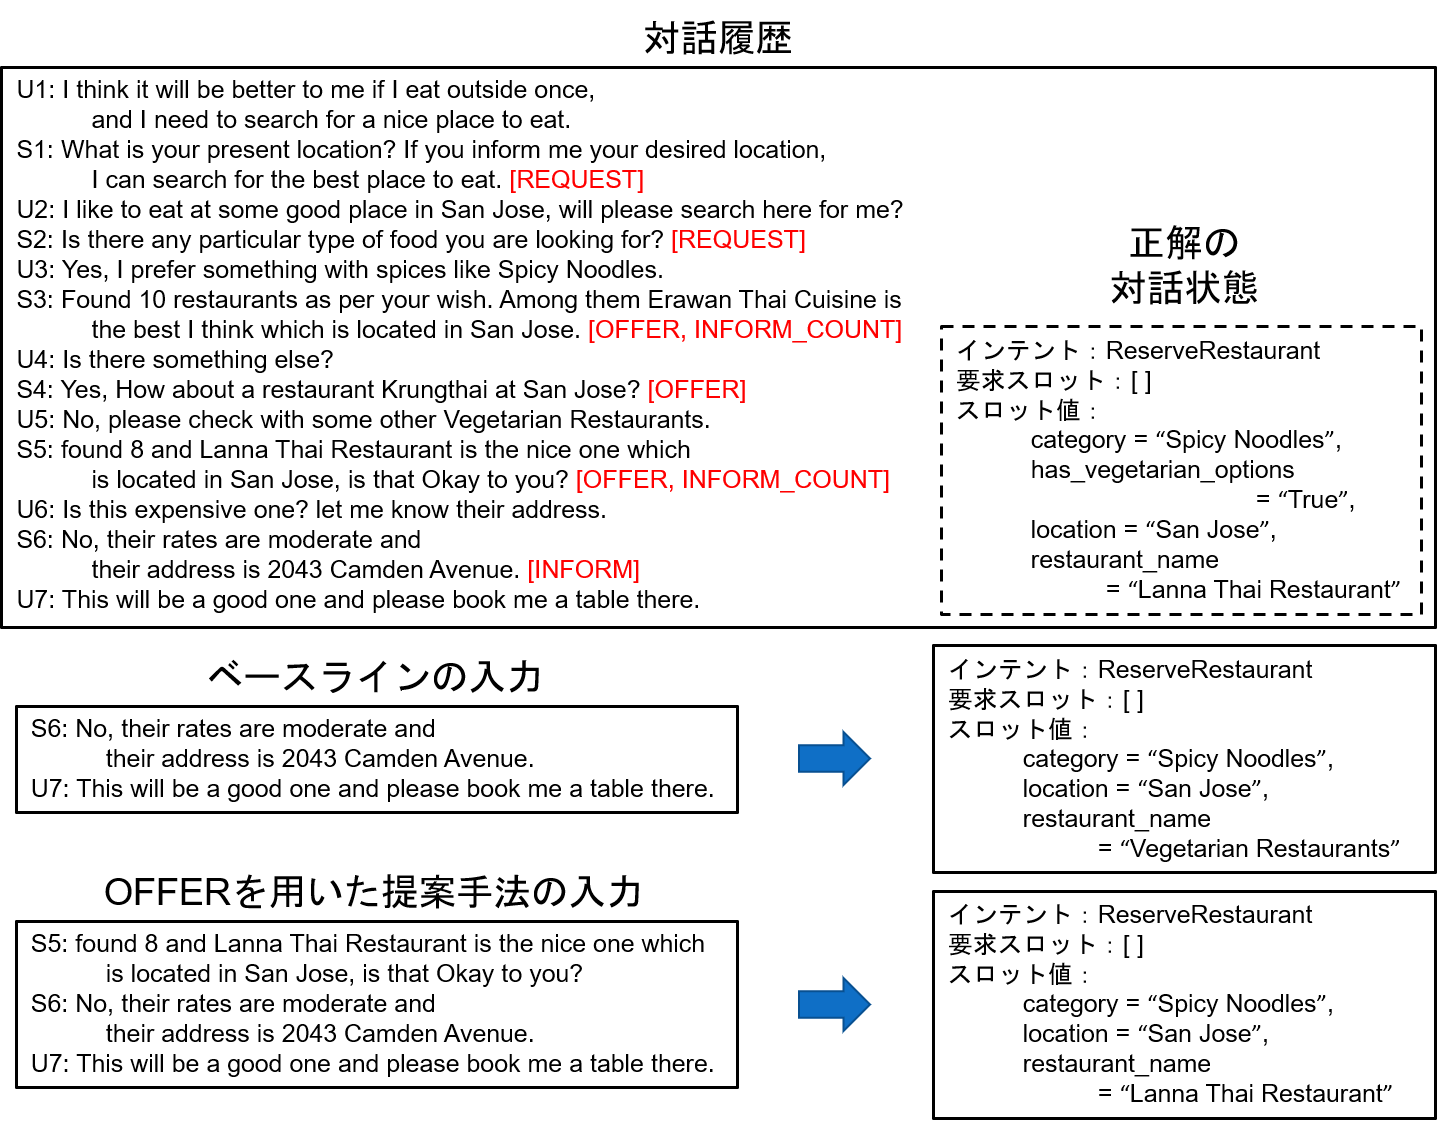 対話履歴
U1: I think it will be better to me if I eat outside once,
and I need to search for a nice place to eat.
S1: What is your present location? If you inform me your desired location,
I can search for the best place to eat. [REQUEST]
U2: I like to eat at some good place in San Jose, will please search here for me?
S2: Is there any particular type of food you are looking for? [REQUEST]
U3: Yes, I prefer something with spices like Spicy Noodles.
S3: Found 10 restaurants as per your wish. Among them Erawan Thai Cuisine is
the best I think which is located in San Jose. [OFFER, INFORM_COUNT]
U4: Is there something else?
S4: Yes, How about a restaurant Krungthai at San Jose? [OFFER]
U5: No, please check with some other Vegetarian Restaurants.
S5: found 8 and Lanna Thai Restaurant is the nice one which
is located in San Jose, is that Okay to you? [OFFER, INFORM_COUNT]
U6: Is this expensive one? let me know their address.
S6: No, their rates are moderate and
their address is 2043 Camden Avenue. [INFORM]
U7: This will be a good one and please book me a table there.
正解の
対話状態
インテント：ReserveRestaurant
要求スロット：[ ]
スロット値：
category = “Spicy Noodles”,
has_vegetarian_options
= “True”,
location = “San Jose”,
restaurant_name
= “Lanna Thai Restaurant”
ベースラインの入力
S6: No, their rates are moderate and
their address is 2043 Camden Avenue.
U7: This will be a good one and please book me a table there.
インテント：ReserveRestaurant
要求スロット：[ ]
スロット値：
category = “Spicy Noodles”,
location = “San Jose”,
restaurant_name
= “Vegetarian Restaurants”
OFFERを用いた提案手法の入力
S5: found 8 and Lanna Thai Restaurant is the nice one which
is located in San Jose, is that Okay to you?
S6: No, their rates are moderate and
their address is 2043 Camden Avenue.
U7: This will be a good one and please book me a table there.
インテント：ReserveRestaurant
要求スロット：[ ]
スロット値：
category = “Spicy Noodles”,
location = “San Jose”,
restaurant_name
= “Lanna Thai Restaurant”